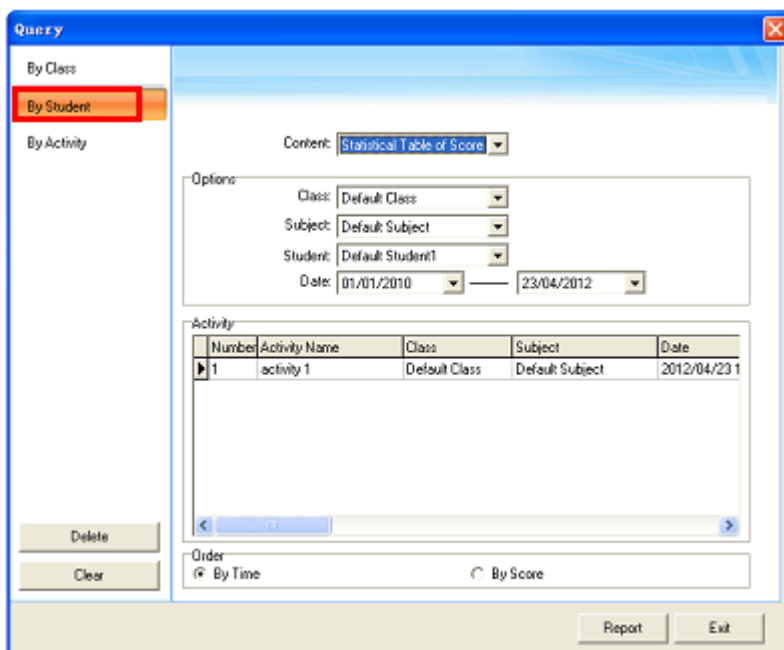 Query
By Class
By Student
By Activity
Content: Statistical Table of Score
Options
Class: Default Class
Subject: Default Subject
Student: Default Student1
Date: 01/01/2010 23/04/2012
Activity
Number Activity Name Class Subject Date
1 activity 1 Default Class Default Subject 2012/04/23 1
Delete
Clear
Order
By Time By Score
Report Exit